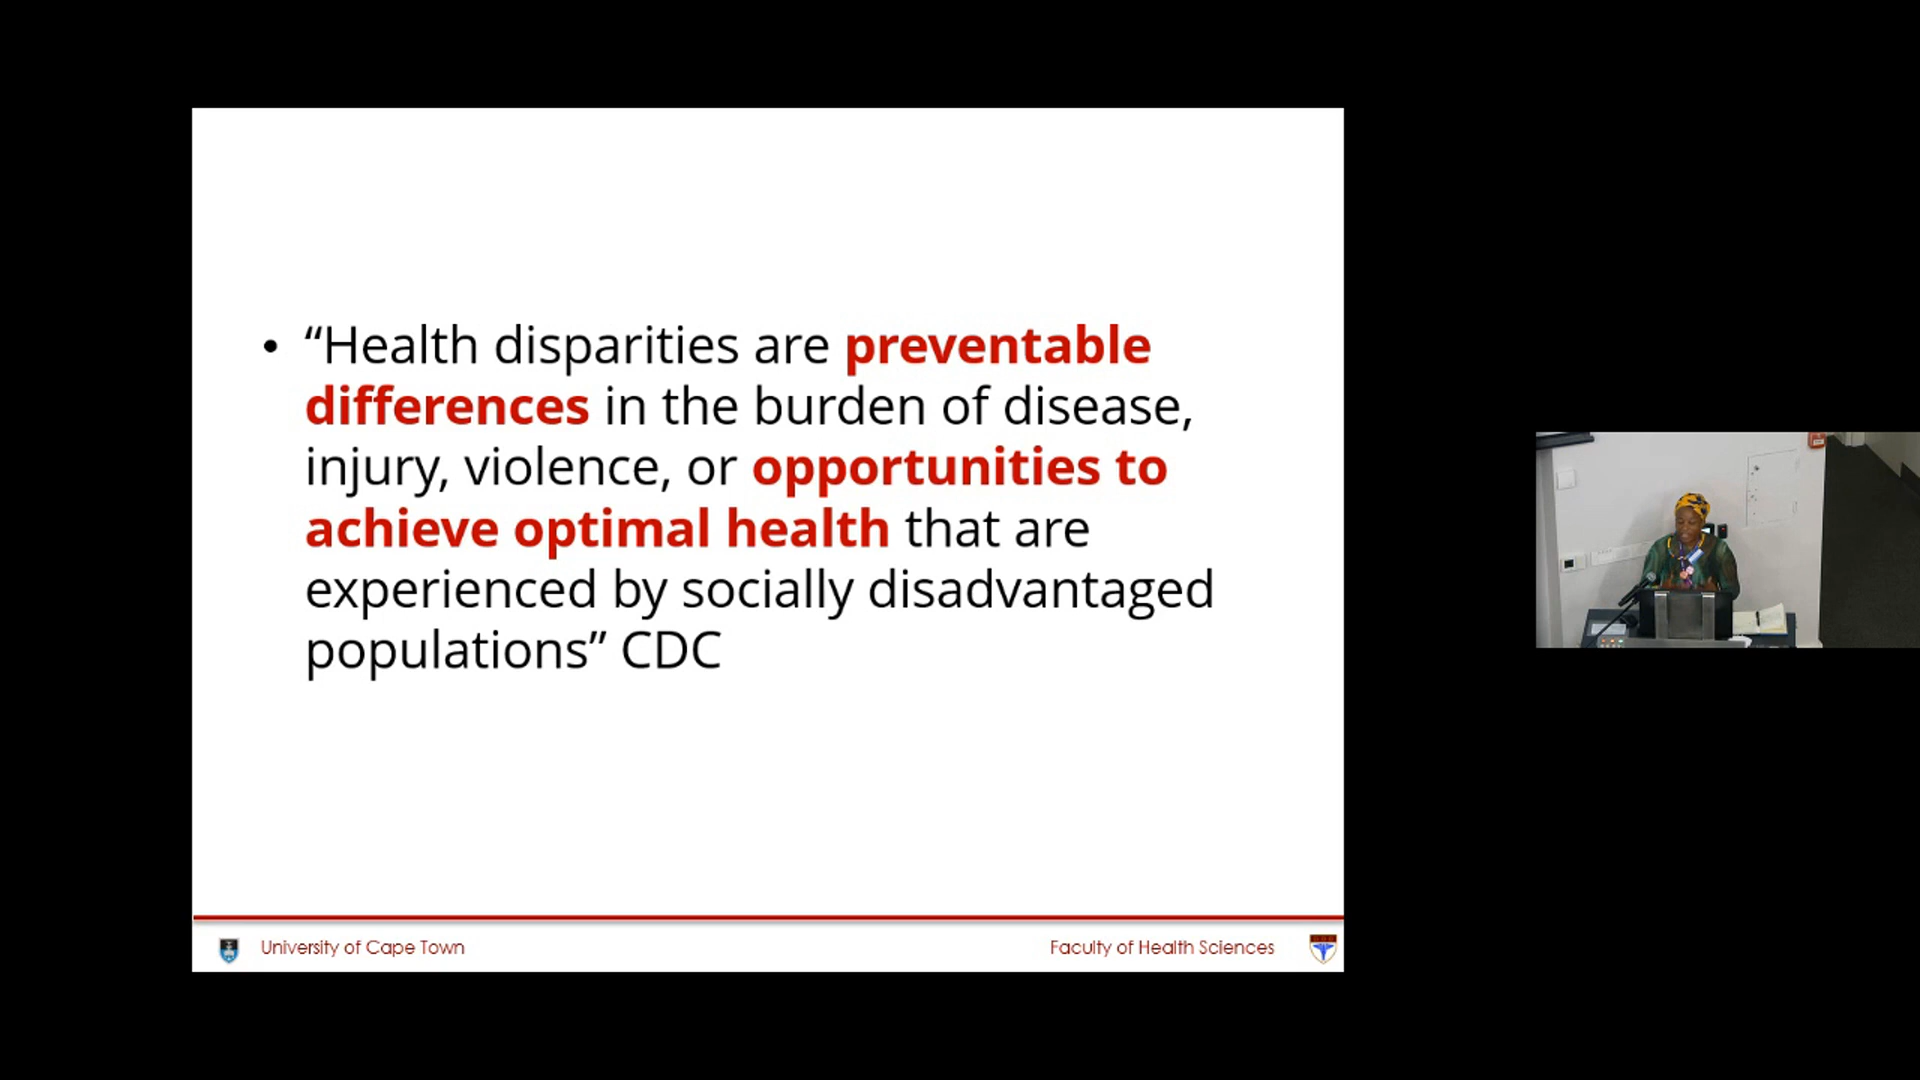 • “Health disparities are preventable
differences in the burden of disease,
injury, violence, or opportunities to
achieve optimal health that are
experienced by socially disadvantaged
populations” CDC
University of Cape Town
Faculty of Health Sciences